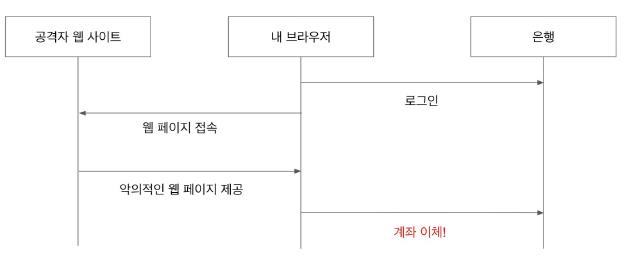 공격자 웹 사이트
내 브라우저
은행
로그인
웹 페이지 접속
악의적인 웹 페이지 제공
계좌 이체!